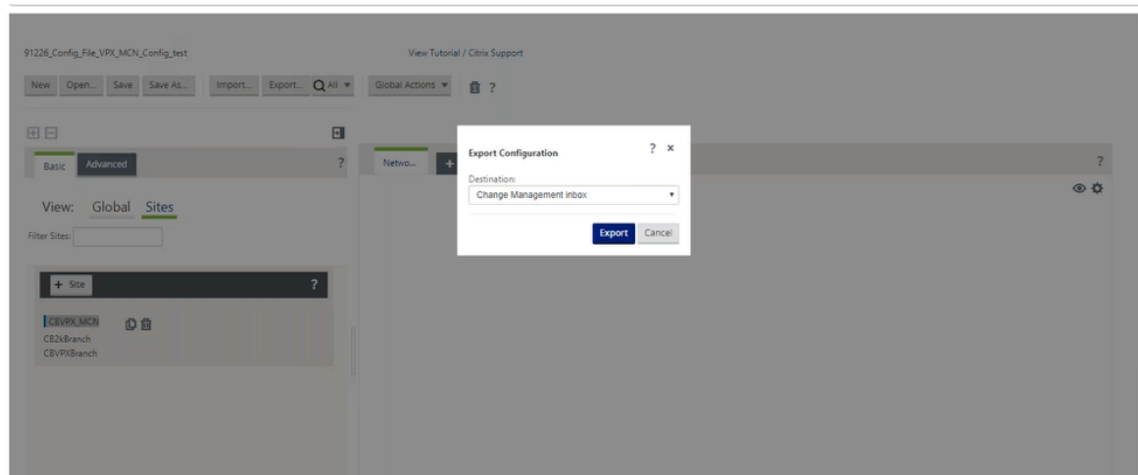 91226_Config_File_VPX_MCN_Config_test View Tutorial / Citrix Support
New Open... Save Save As... Import... Export... All Global Actions ?
Basic Advanced ? Netwo... + ?
Export Configuration ? ×
Destination:
Change Management inbox
Export Cancel
View: Global Sites
Filter Sites:
+ Site ?
CBVPX_MCN
CB2kBranch
CBVPXBranch